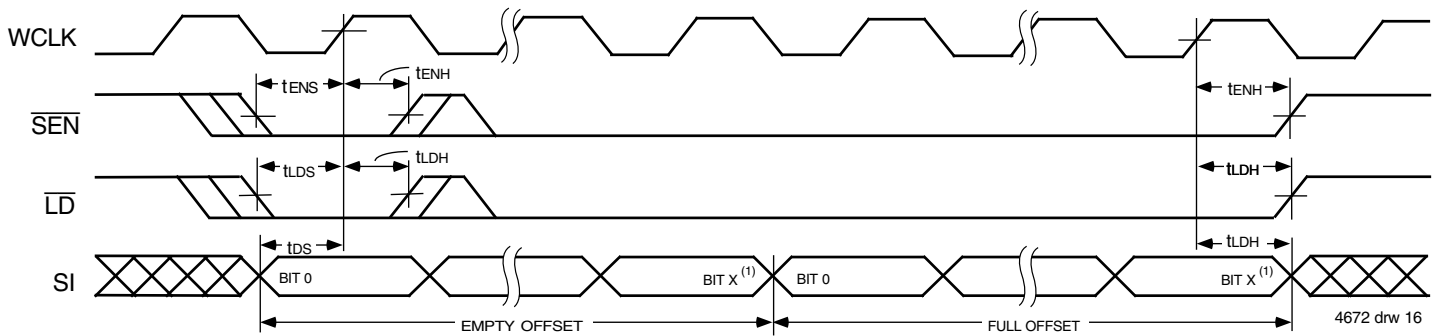 WCLK
tENS
tENH
tENH
SEN
tLDS
tLDH
tLDH
LD
tDS
tLDH
SI
BIT 0
BIT X (1)
BIT 0
BIT X (1)
EMPTY OFFSET
FULL OFFSET
4672 drw 16